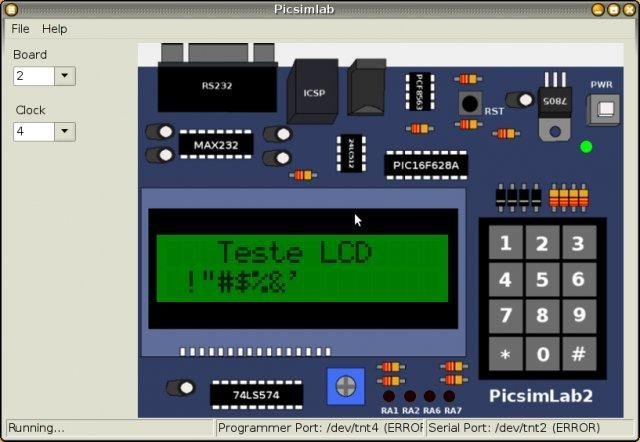 Picsimlab
File Help
Board
2
Clock
4
RS232
ICSP
PCF8563
RST
7805
PWR
MAX232
24LC512
PIC16F628A
Teste LCD
!"#$%&'
1 2 3
4 5 6
7 8 9
* 0 #
PicsimLab2
74LS574
RA1 RA2 RA6 RA7
Running...
Programmer Port: /dev/tnt4 (ERROR
Serial Port: /dev/tnt2 (ERROR)